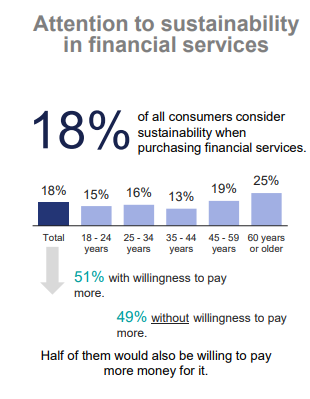 Attention to sustainability
in financial services
18%
of all consumers consider
sustainability when
purchasing financial services.
18% 15% 16% 13% 19% 25%
Total 18 - 24 25 - 34 35 - 44 45 - 59 60 years
years years years years or older
51% with willingness to pay
more.
49% without willingness to pay
more.
Half of them would also be willing to pay
more money for it.